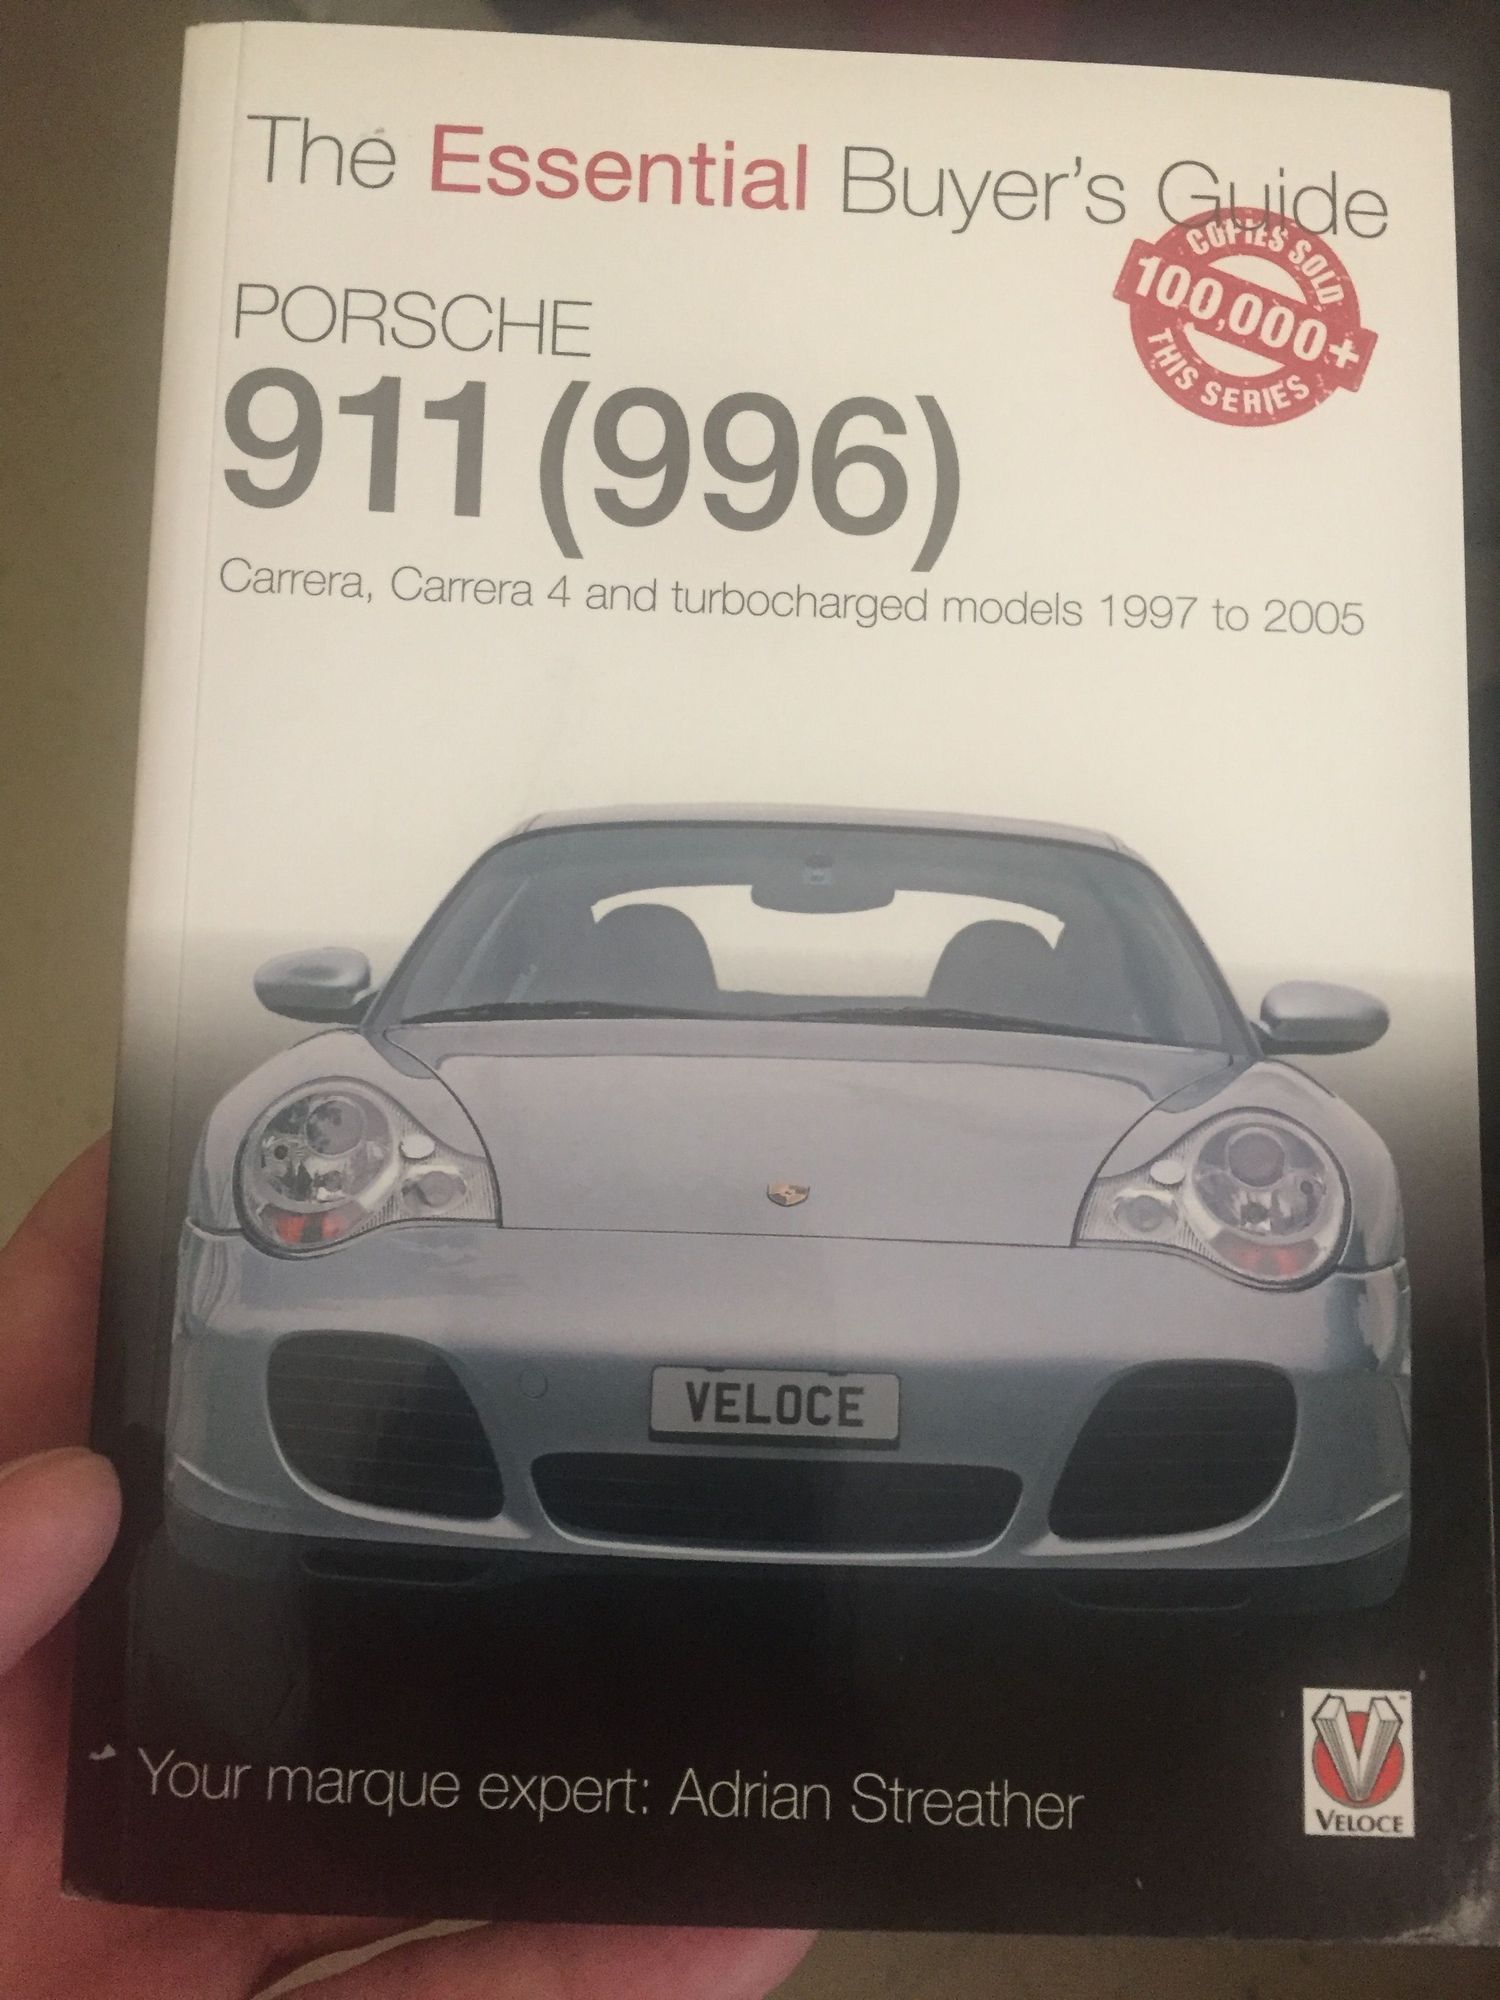 The Essential Buyer's Guide
COPIES SOLD
100,000+
THIS SERIES
PORSCHE
911 (996)
Carrera, Carrera 4 and turbocharged models 1997 to 2005
VELOCE
Your marque expert: Adrian Streather
V
VELOCE